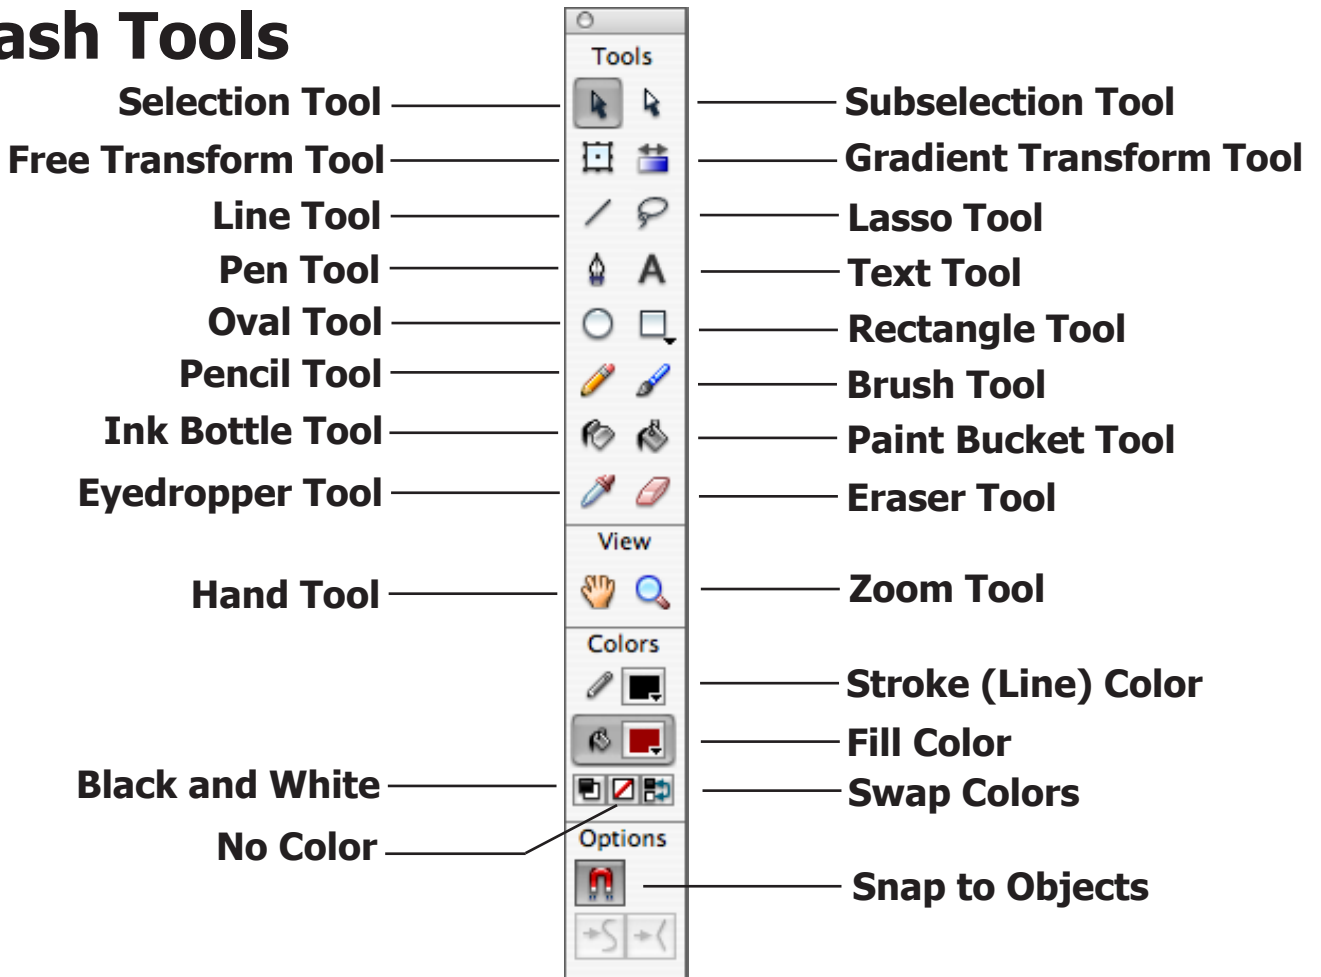 ash Tools
Tools
Selection Tool
Subselection Tool
Free Transform Tool
Gradient Transform Tool
Line Tool
Lasso Tool
Pen Tool
Text Tool
Oval Tool
Rectangle Tool
Pencil Tool
Brush Tool
Ink Bottle Tool
Paint Bucket Tool
Eyedropper Tool
Eraser Tool
View
Hand Tool
Zoom Tool
Colors
Stroke (Line) Color
Fill Color
Black and White
Swap Colors
No Color
Options
Snap to Objects